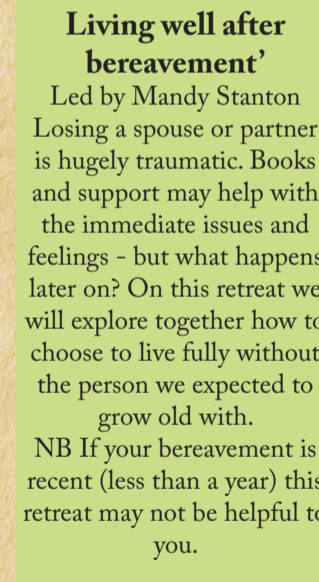 Living well after
bereavement’
Led by Mandy Stanton
Losing a spouse or partner
is hugely traumatic. Books
and support may help with
the immediate issues and
feelings - but what happens
later on? On this retreat we
will explore together how to
choose to live fully without
the person we expected to
grow old with.
NB If your bereavement is
recent (less than a year) this
retreat may not be helpful to
you.